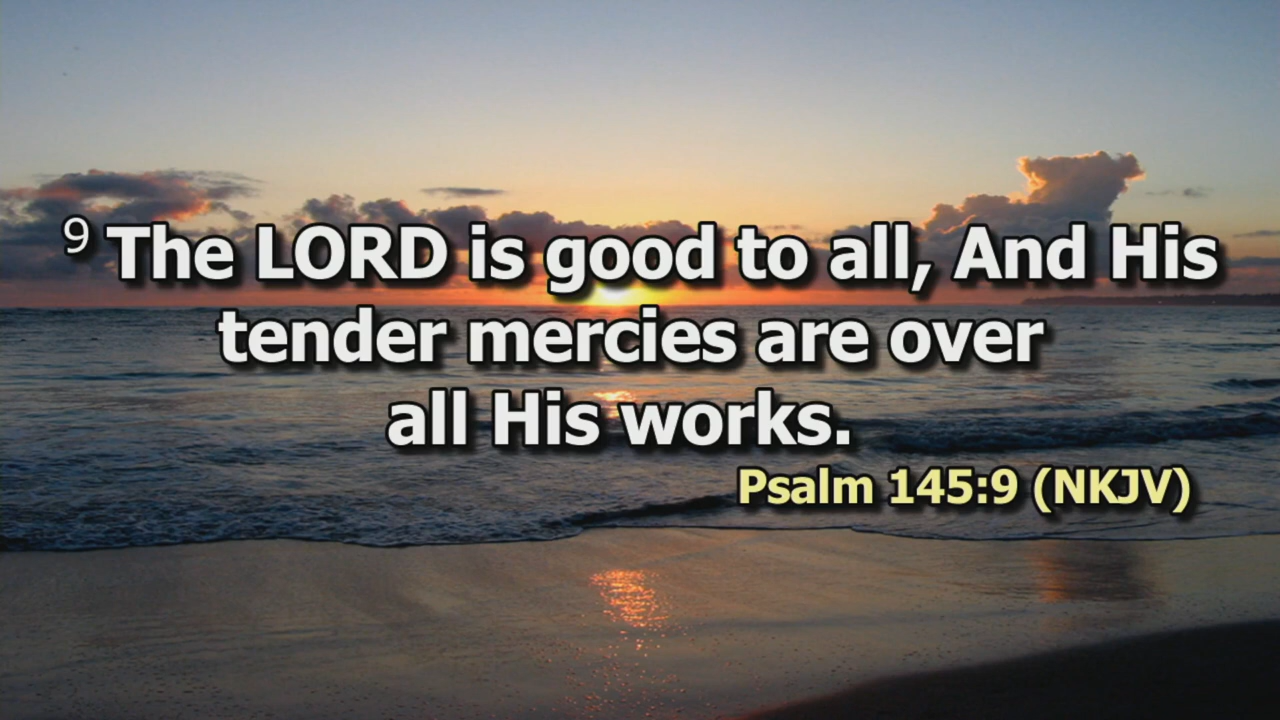 9 The LORD is good to all, And His
tender mercies are over
all His works.
Psalm 145:9 (NKJV)